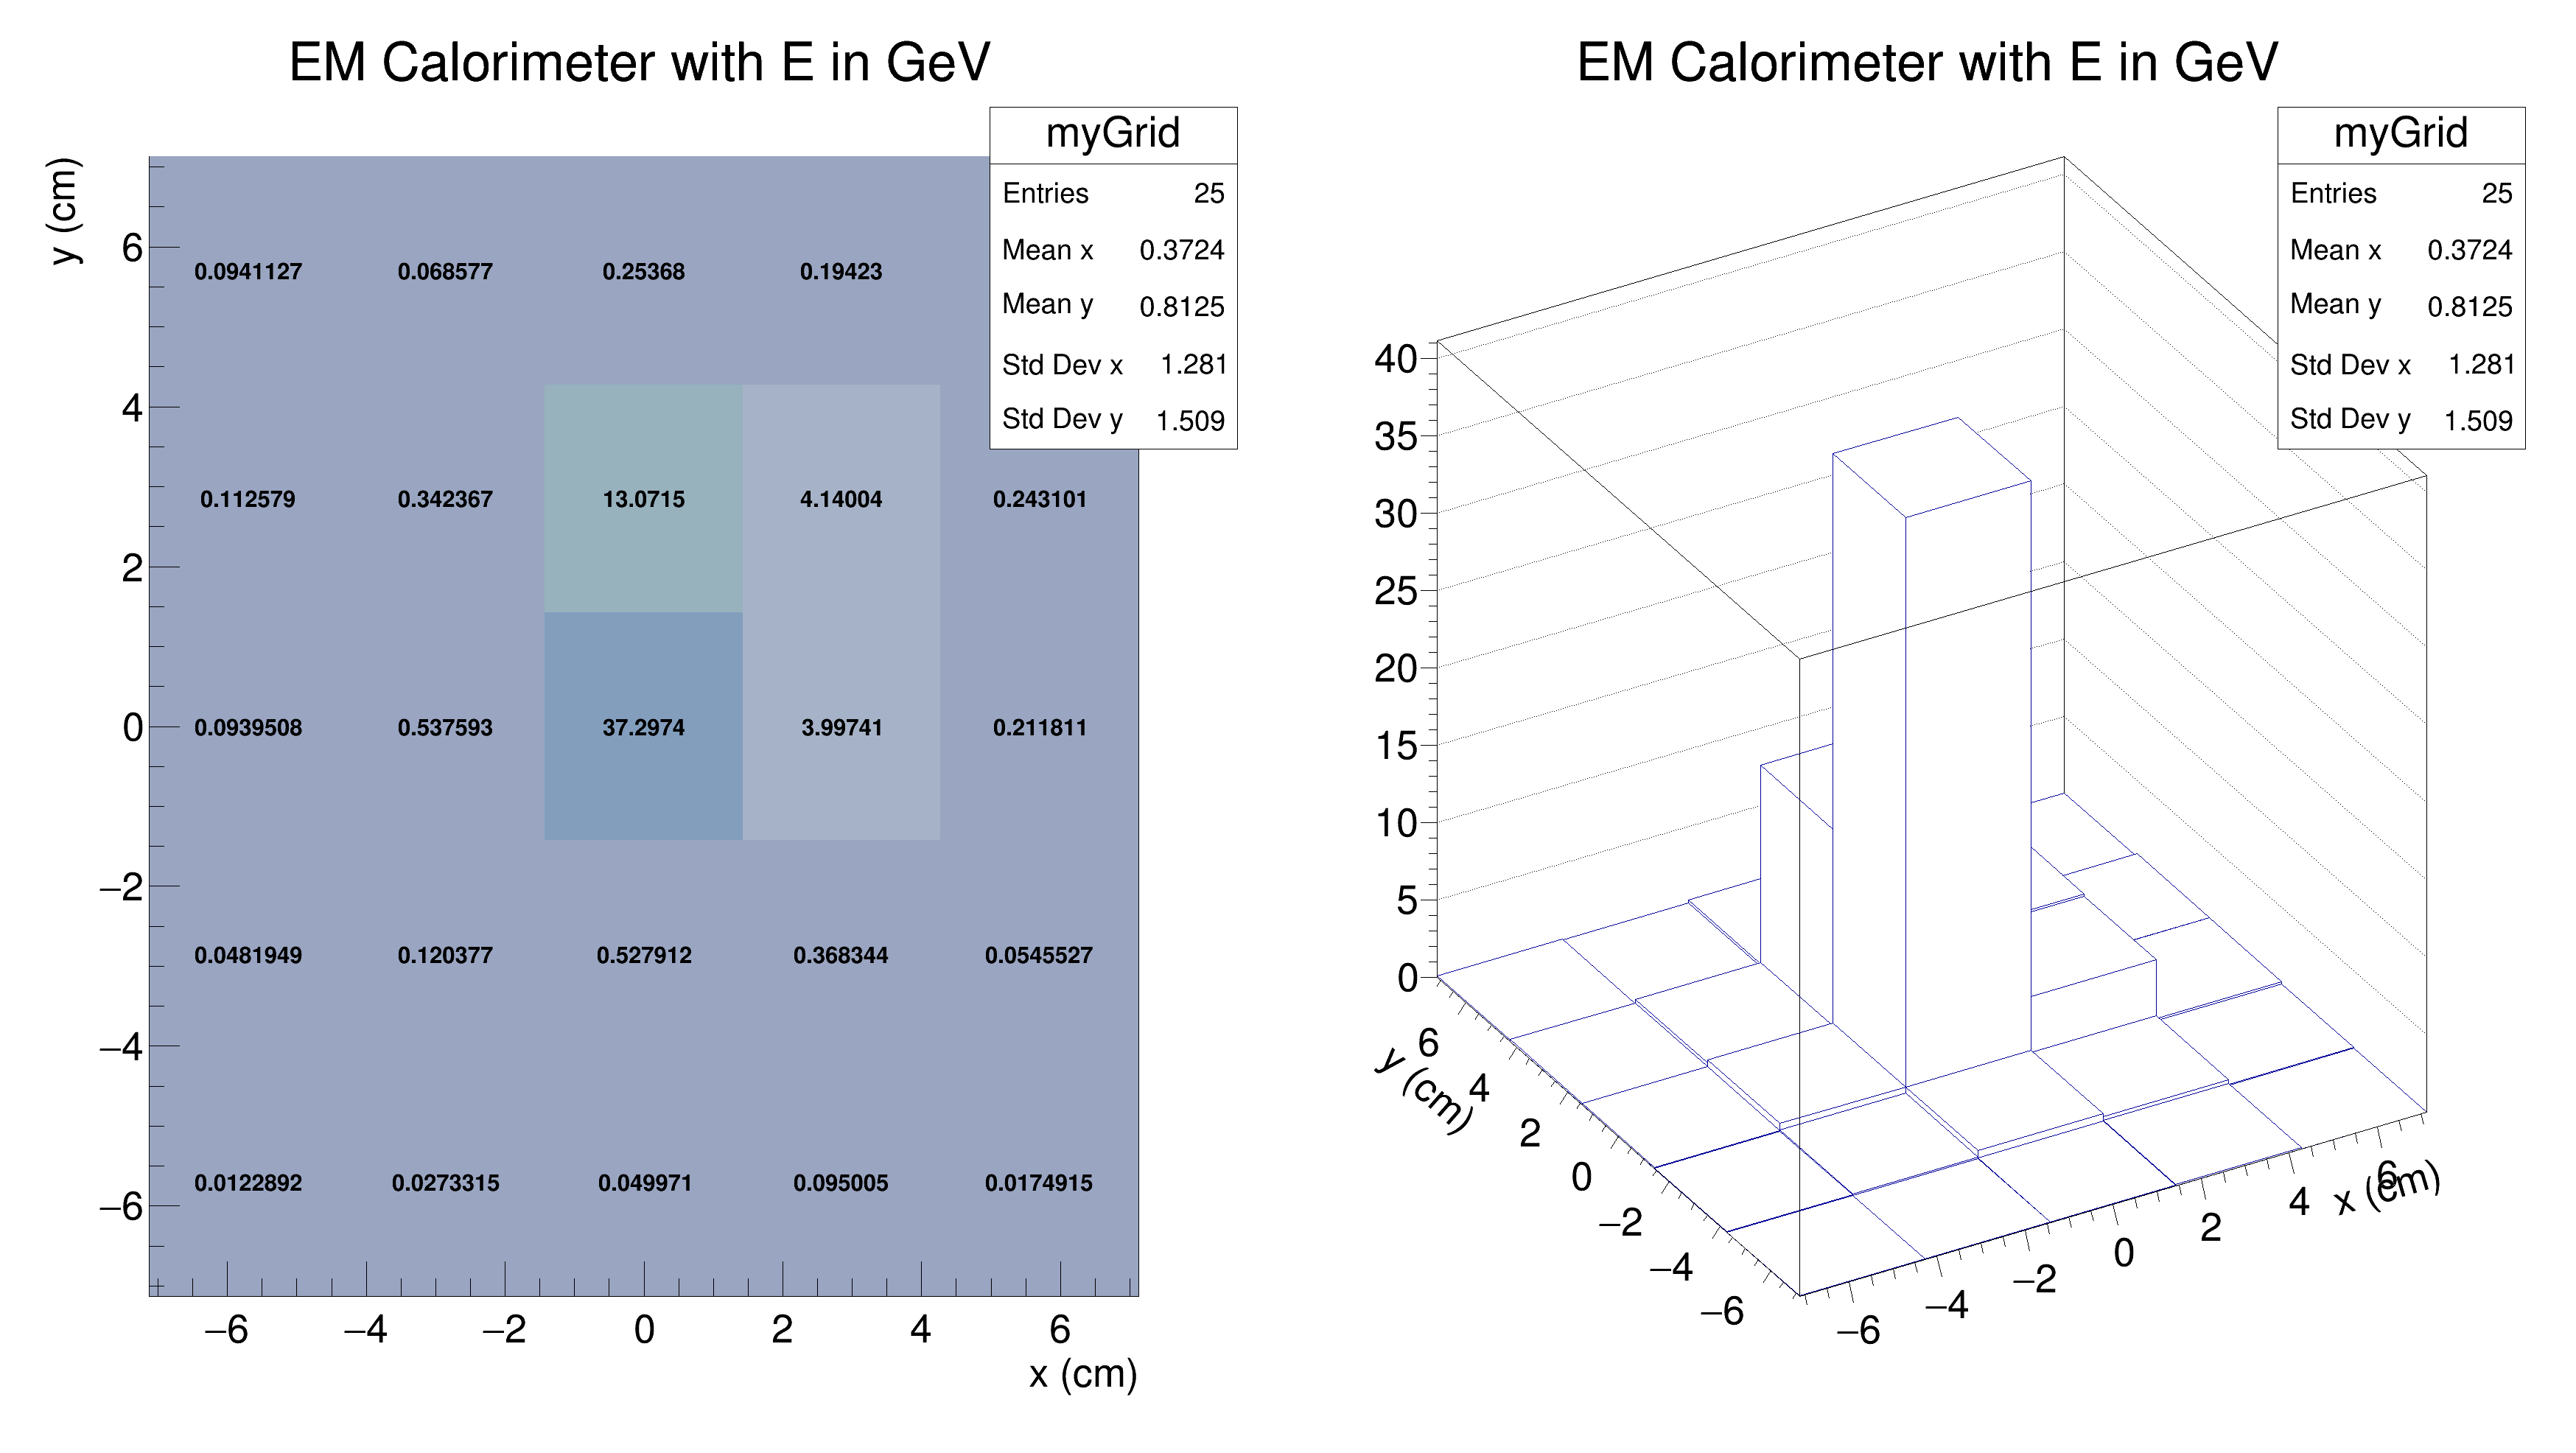 EM Calorimeter with E in GeV
myGrid
Entries 25
Mean x 0.3724
Mean y 0.8125
Std Dev x 1.281
Std Dev y 1.509
y (cm)
6
4
2
0
−2
−4
−6
0.0941127 0.068577 0.25368 0.19423
0.112579 0.342367 13.0715 4.14004 0.243101
0.0939508 0.537593 37.2974 3.99741 0.211811
0.0481949 0.120377 0.527912 0.368344 0.0545527
0.0122892 0.0273315 0.049971 0.095005 0.0174915
−6 −4 −2 0 2 4 6
x (cm)
EM Calorimeter with E in GeV
myGrid
Entries 25
Mean x 0.3724
Mean y 0.8125
Std Dev x 1.281
Std Dev y 1.509
40
35
30
25
20
15
10
5
0
6
4
2
0
−2
−4
−6
y (cm)
−6 −4 −2 0 2 4 6
x (cm)